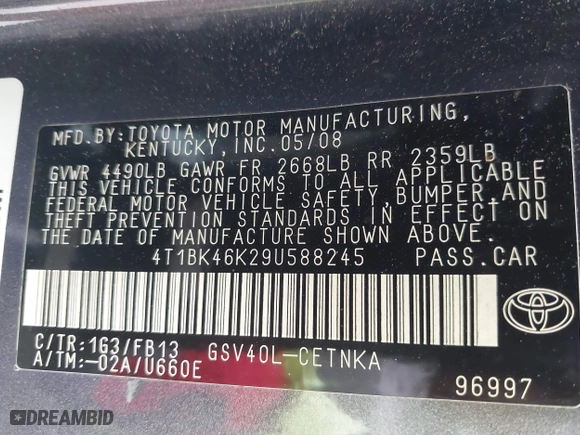 MFD.BY:TOYOTA MOTOR MANUFACTURING,
KENTUCKY,INC.05/08
GVWR 4490LB GAWR FR 2668LB RR 2359LB
THIS VEHICLE CONFORMS TO ALL APPLICABLE
FEDERAL MOTOR VEHICLE SAFETY,BUMPER,AND
THEFT PREVENTION STANDARDS IN EFFECT ON
THE DATE OF MANUFACTURE SHOWN ABOVE.
4T1BK46K29U588245 PASS.CAR
C/TR:1G3/FB13 GSV40L-CETNKA
A/TM:-02A/U660E
96997
DREAMBID